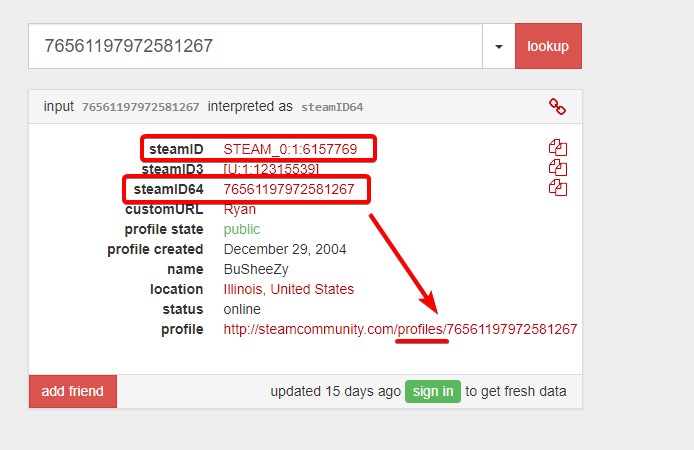 76561197972581267 lookup
input 76561197972581267 interpreted as steamID64
steamID STEAM_0:1:6157769
steamID3 [U:1:12315539]
steamID64 76561197972581267
customURL Ryan
profile state public
profile created December 29, 2004
name BuSheeZy
location Illinois, United States
status online
profile http://steamcommunity.com/profiles/76561197972581267
add friend updated 15 days ago sign in to get fresh data